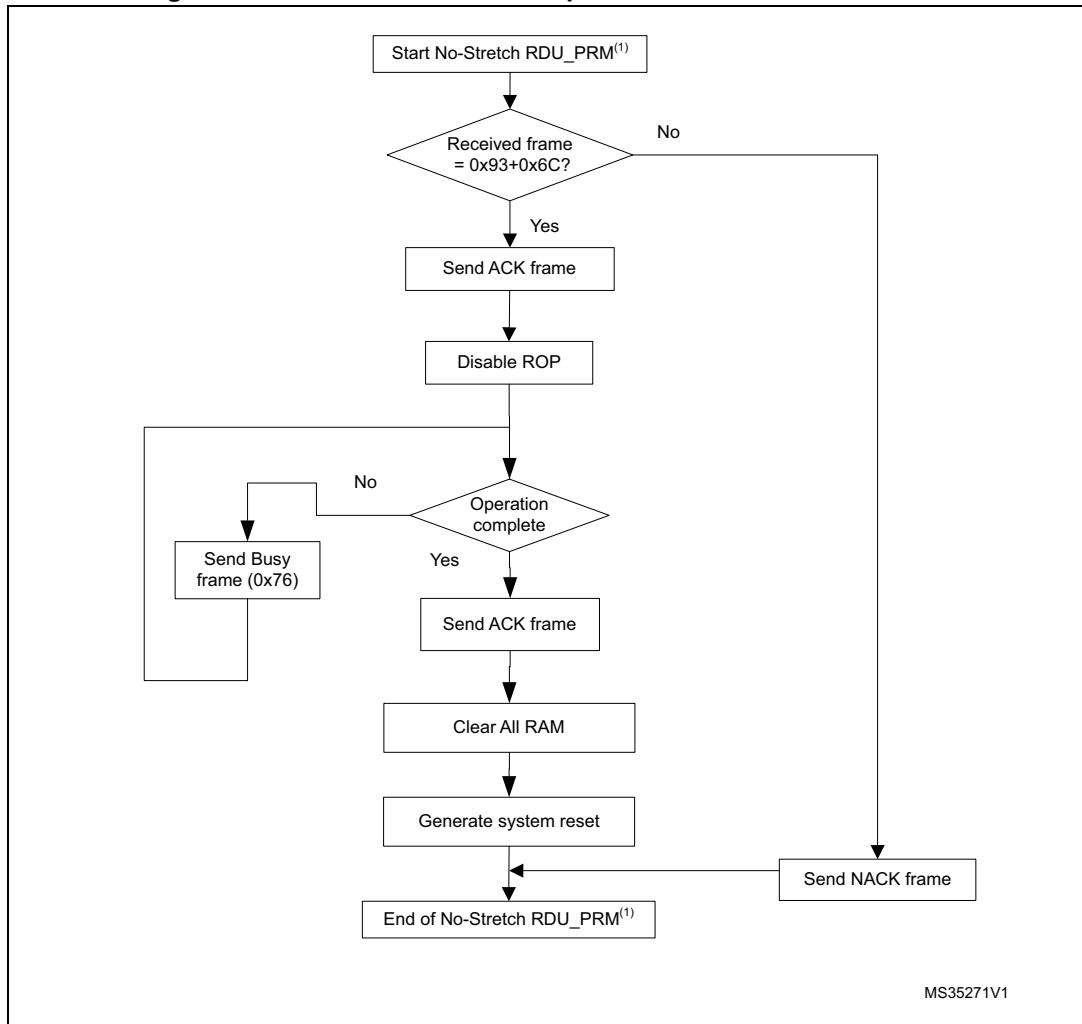 Start No-Stretch RDU_PRM(1)
No
Received frame
= 0x93+0x6C?
Yes
Send ACK frame
Disable ROP
No
Operation
complete
Send Busy
frame (0x76)
Yes
Send ACK frame
Clear All RAM
Generate system reset
Send NACK frame
End of No-Stretch RDU_PRM(1)
MS35271V1